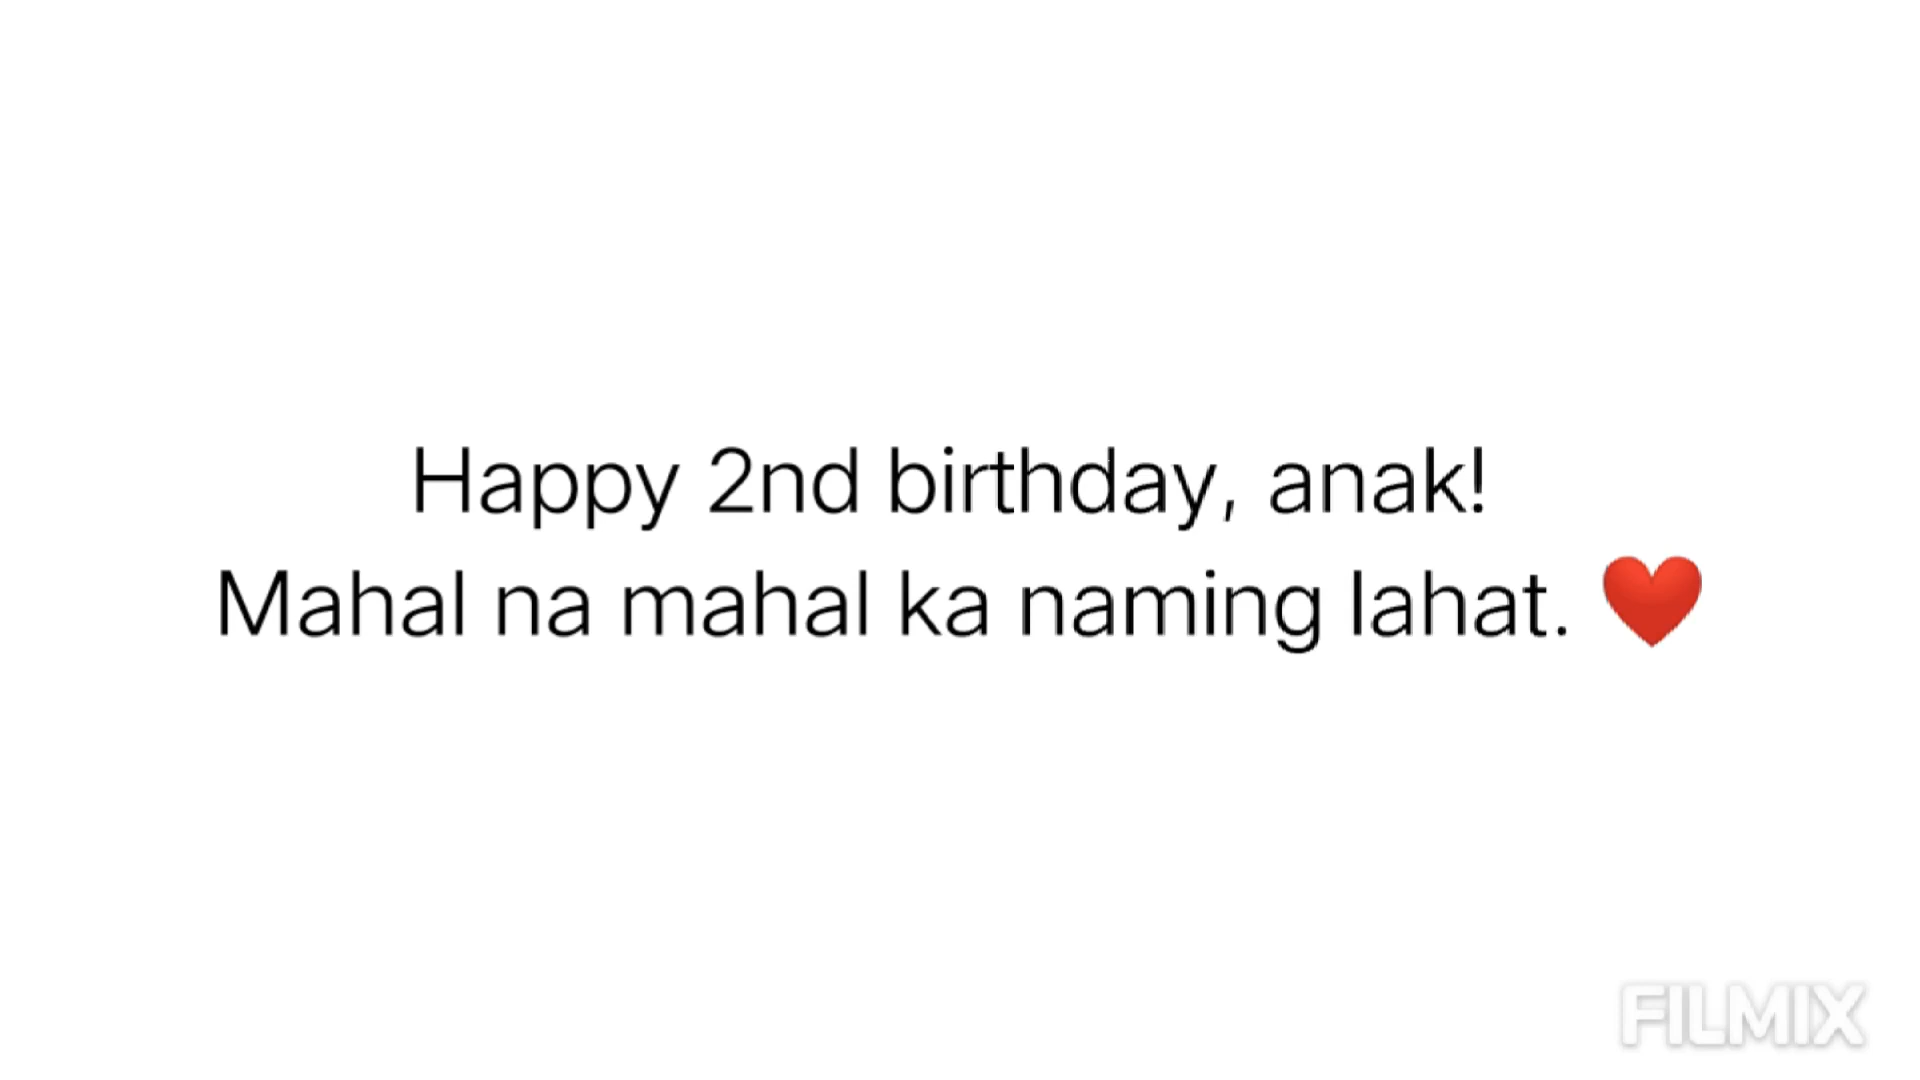 Happy 2nd birthday, anak!
Mahal na mahal ka naming lahat. ❤️
FILMIX